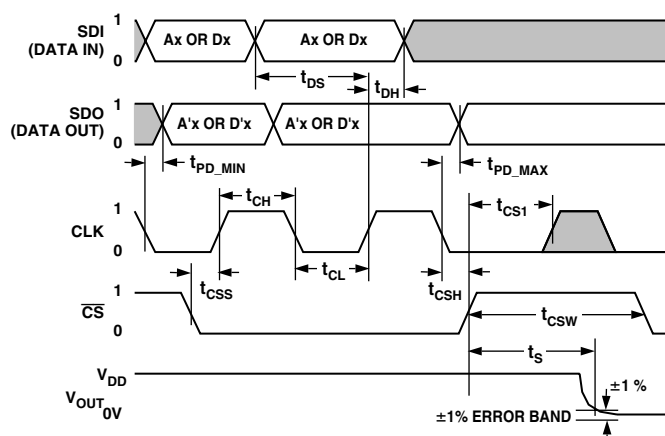 SDI
(DATA IN)
1
0
Ax OR Dx
Ax OR Dx
tDS
tDH
SDO
(DATA OUT)
1
0
A'x OR D'x
A'x OR D'x
tPD_MIN
tPD_MAX
tCH
tCS1
CLK
1
0
tCL
tCSS
tCSH
CS
1
0
tCSW
tS
VDD
VOUT
0V
±1 %
±1% ERROR BAND